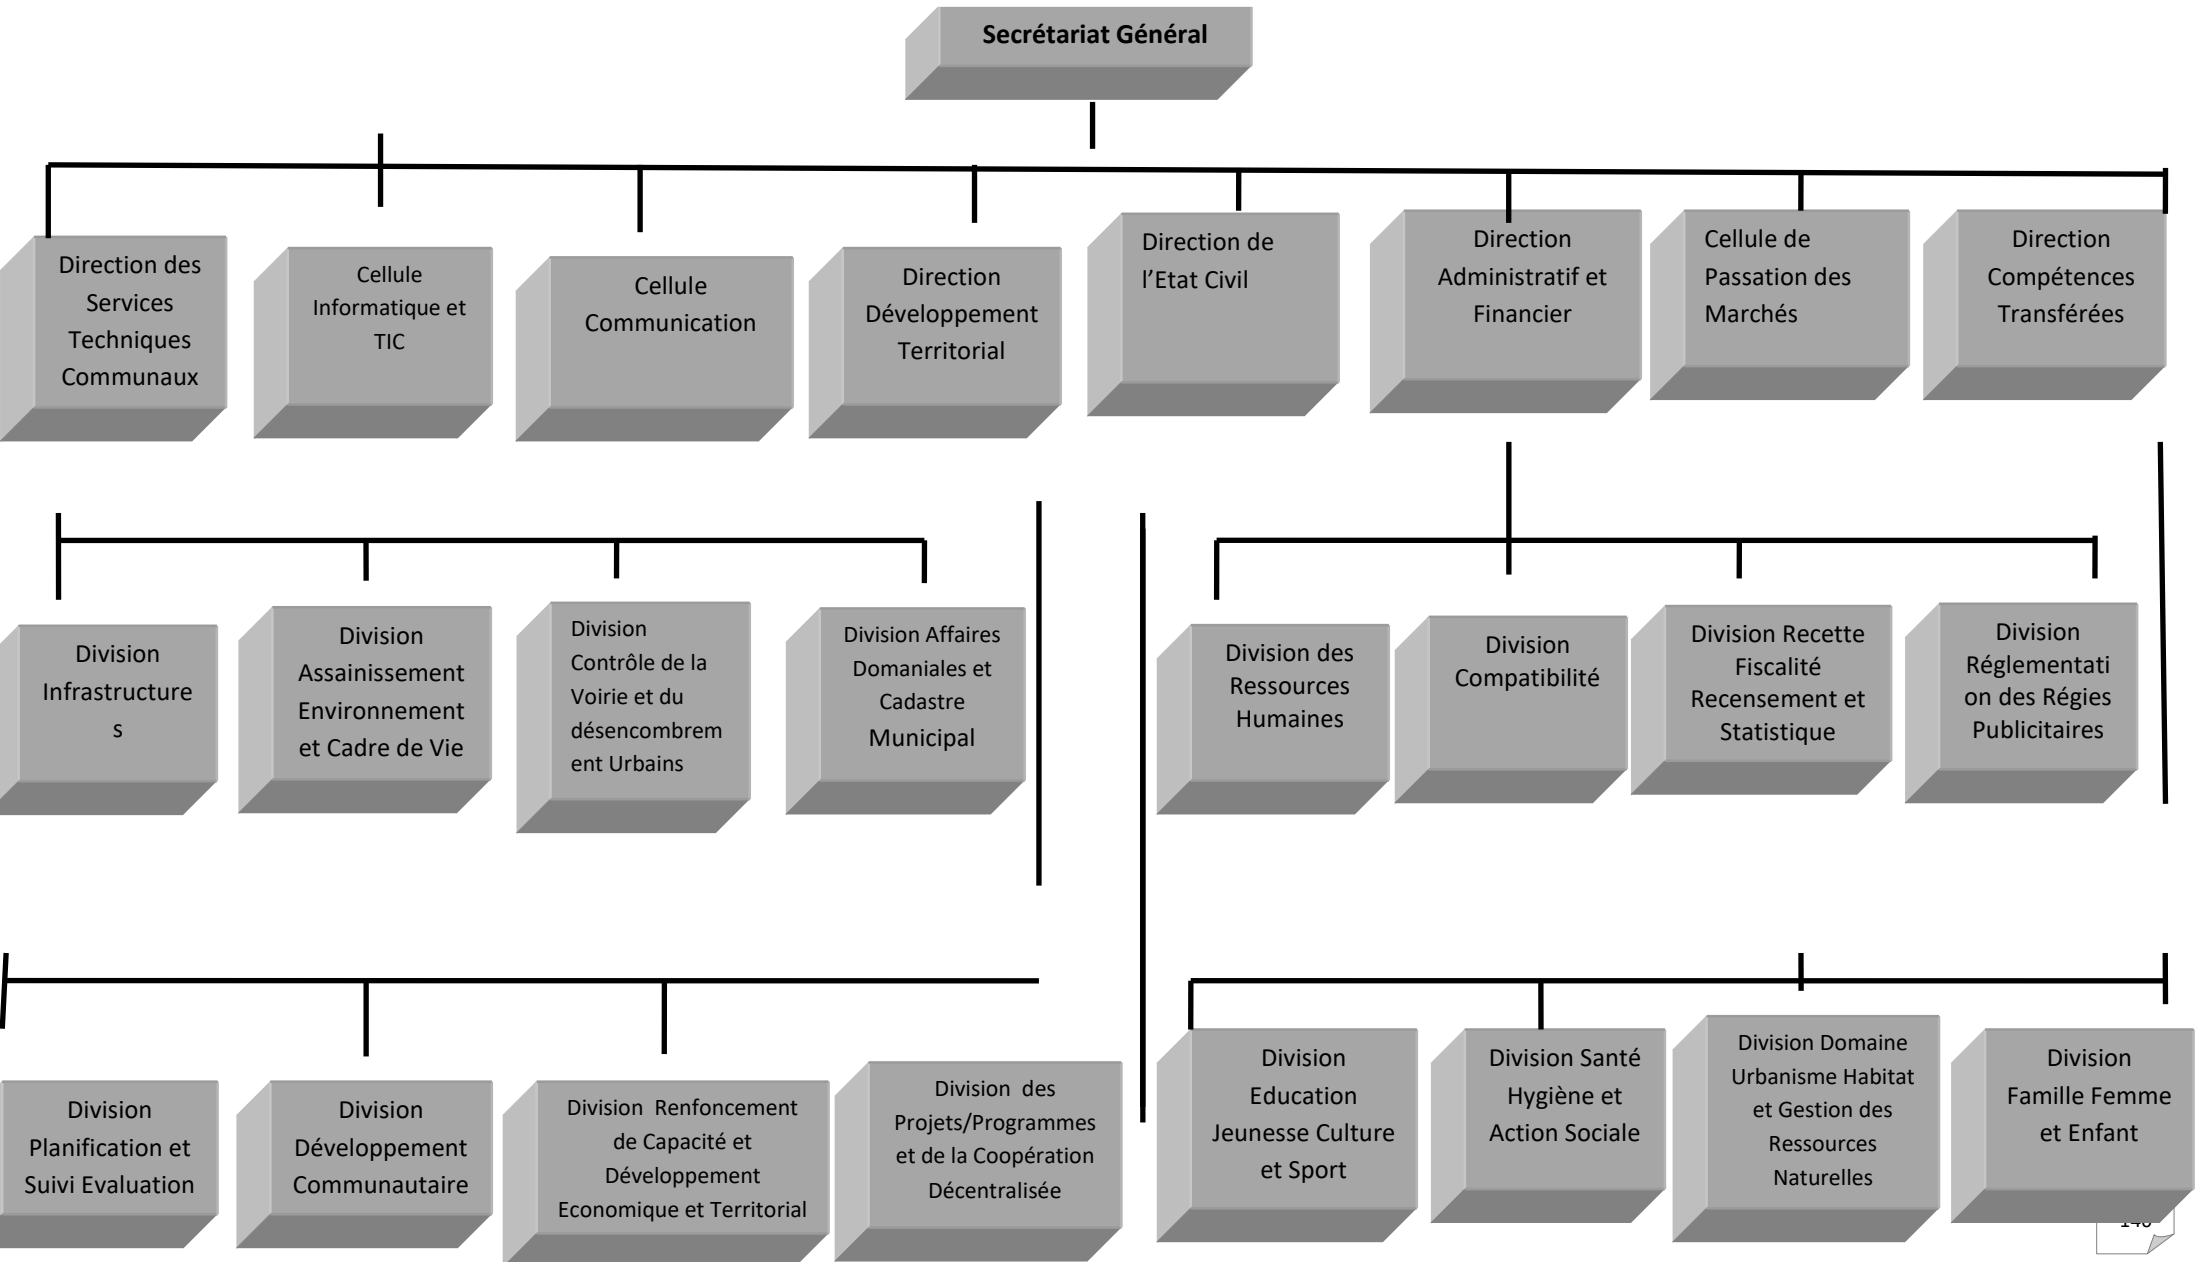 Secrétariat Général
Direction des
Services
Techniques
Communaux
Cellule
Informatique et
TIC
Cellule
Communication
Direction
Développement
Territorial
Direction de
l’Etat Civil
Direction
Administratif et
Financier
Cellule de
Passation des
Marchés
Direction
Compétences
Transférées
Division
Infrastructure
s
Division
Assainissement
Environnement
et Cadre de Vie
Division
Contrôle de la
Voirie et du
désencombrem
ent Urbains
Division Affaires
Domaniales et
Cadastre
Municipal
Division des
Ressources
Humaines
Division
Compatibilité
Division Recette
Fiscalité
Recensement et
Statistique
Division
Réglementati
on des Régies
Publicitaires
Division
Planification et
Suivi Evaluation
Division
Développement
Communautaire
Division  Renfoncement
de Capacité et
Développement
Economique et Territorial
Division  des
Projets/Programmes
et de la Coopération
Décentralisée
Division
Education
Jeunesse Culture
et Sport
Division Santé
Hygiène et
Action Sociale
Division Domaine
Urbanisme Habitat
et Gestion des
Ressources
Naturelles
Division
Famille Femme
et Enfant